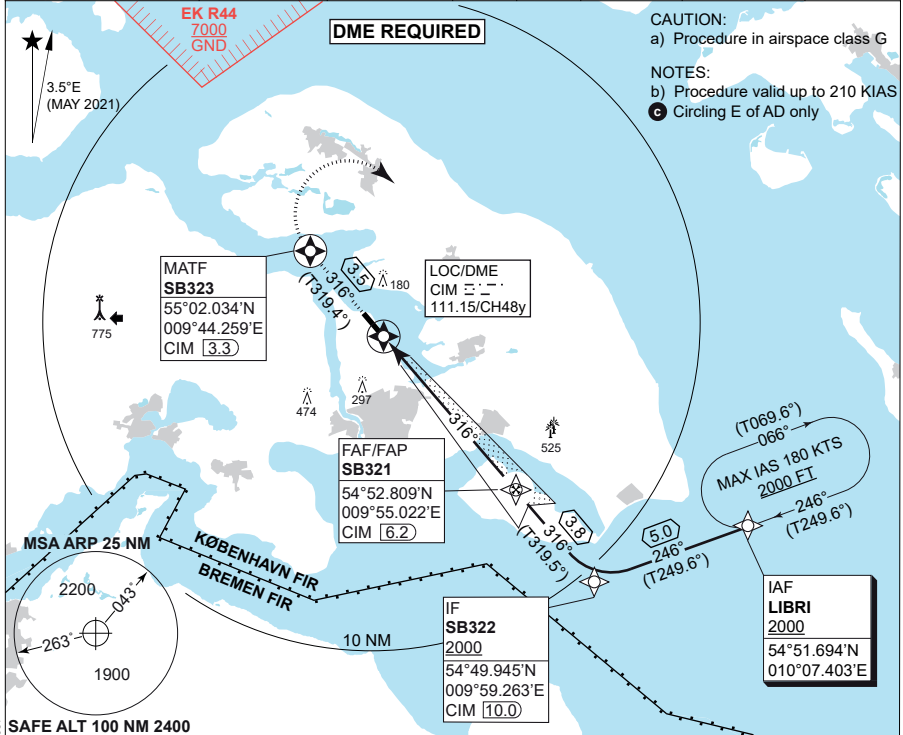 EK R44
7000
GND
DME REQUIRED
CAUTION:
a) Procedure in airspace class G
NOTES:
b) Procedure valid up to 210 KIAS
c Circling E of AD only
3.5°E
(MAY 2021)
MATF
SB323
55°02.034'N
009°44.259'E
CIM 3.3
316°
(T319.4°)
3.5
180
LOC/DME
CIM
111.15/CH48y
775
474
297
525
316°
FAF/FAP
SB321
54°52.809'N
009°55.022'E
CIM 6.2
(T069.6°)
066°
MAX IAS 180 KTS
2000 FT
246°
(T249.6°)
3.8
316°
(T319.5°)
5.0
246°
(T249.6°)
KØBENHAVN FIR
BREMEN FIR
MSA ARP 25 NM
2200
043°
263°
1900
10 NM
IF
SB322
2000
54°49.945'N
009°59.263'E
CIM 10.0
IAF
LIBRI
2000
54°51.694'N
010°07.403'E
SAFE ALT 100 NM 2400